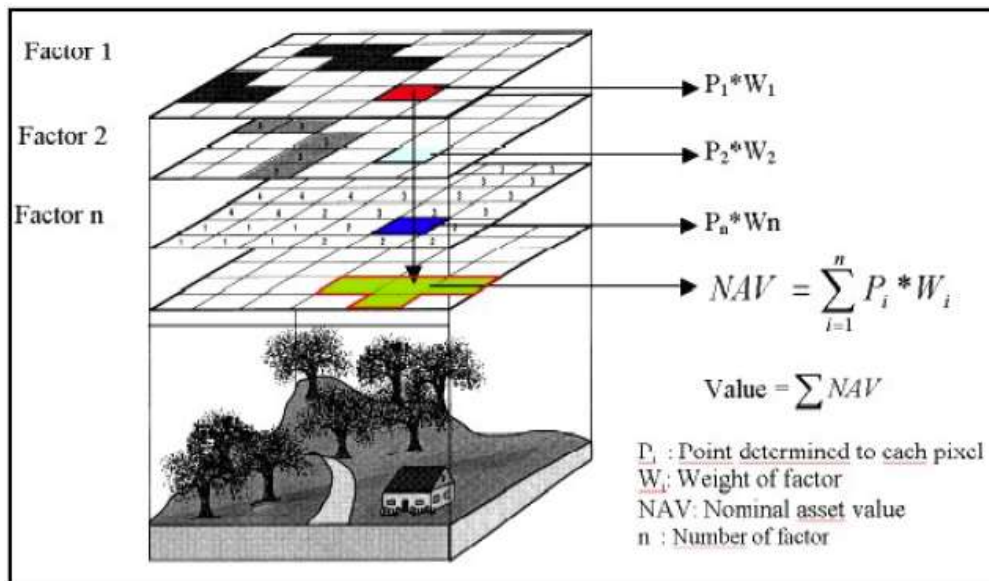 Factor 1
P₁*W₁
Factor 2
P₂*W₂
Factor n
Pₙ*Wn
NAV = ∑ᵢ₌₁ⁿ Pᵢ * Wᵢ
Value = ∑ NAV
Pᵢ : Point determined to each pixel
Wᵢ: Weight of factor
NAV: Nominal asset value
n : Number of factor